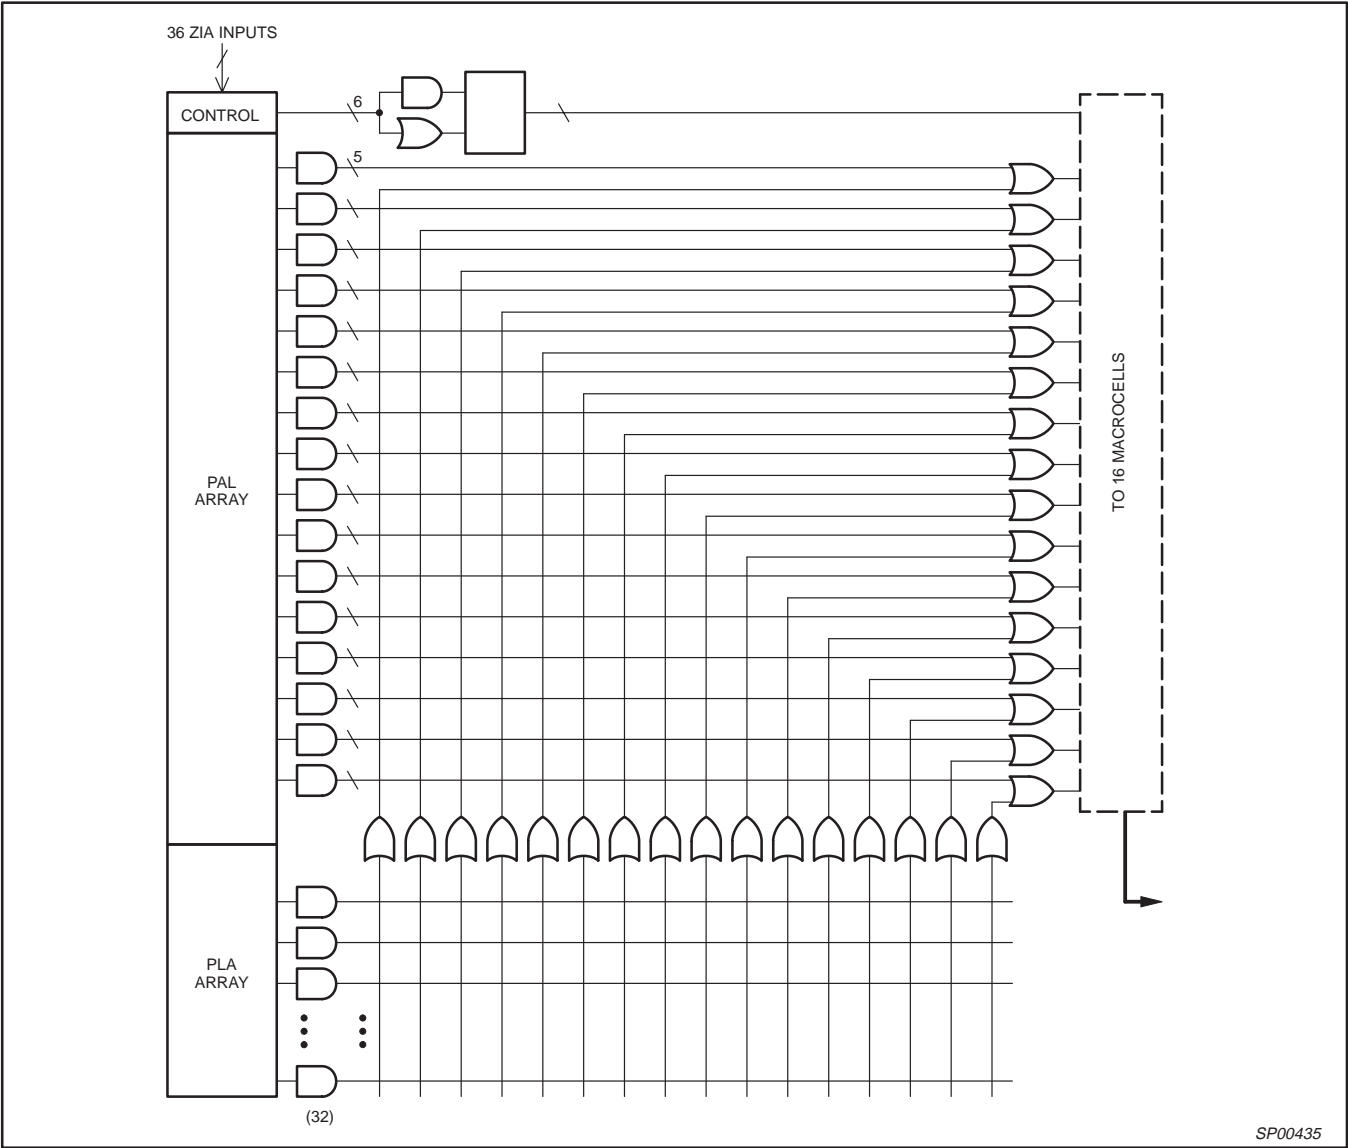 36 ZIA INPUTS
CONTROL
6
5
PAL
ARRAY
TO 16 MACROCELLS
PLA
ARRAY
(32)
SP00435